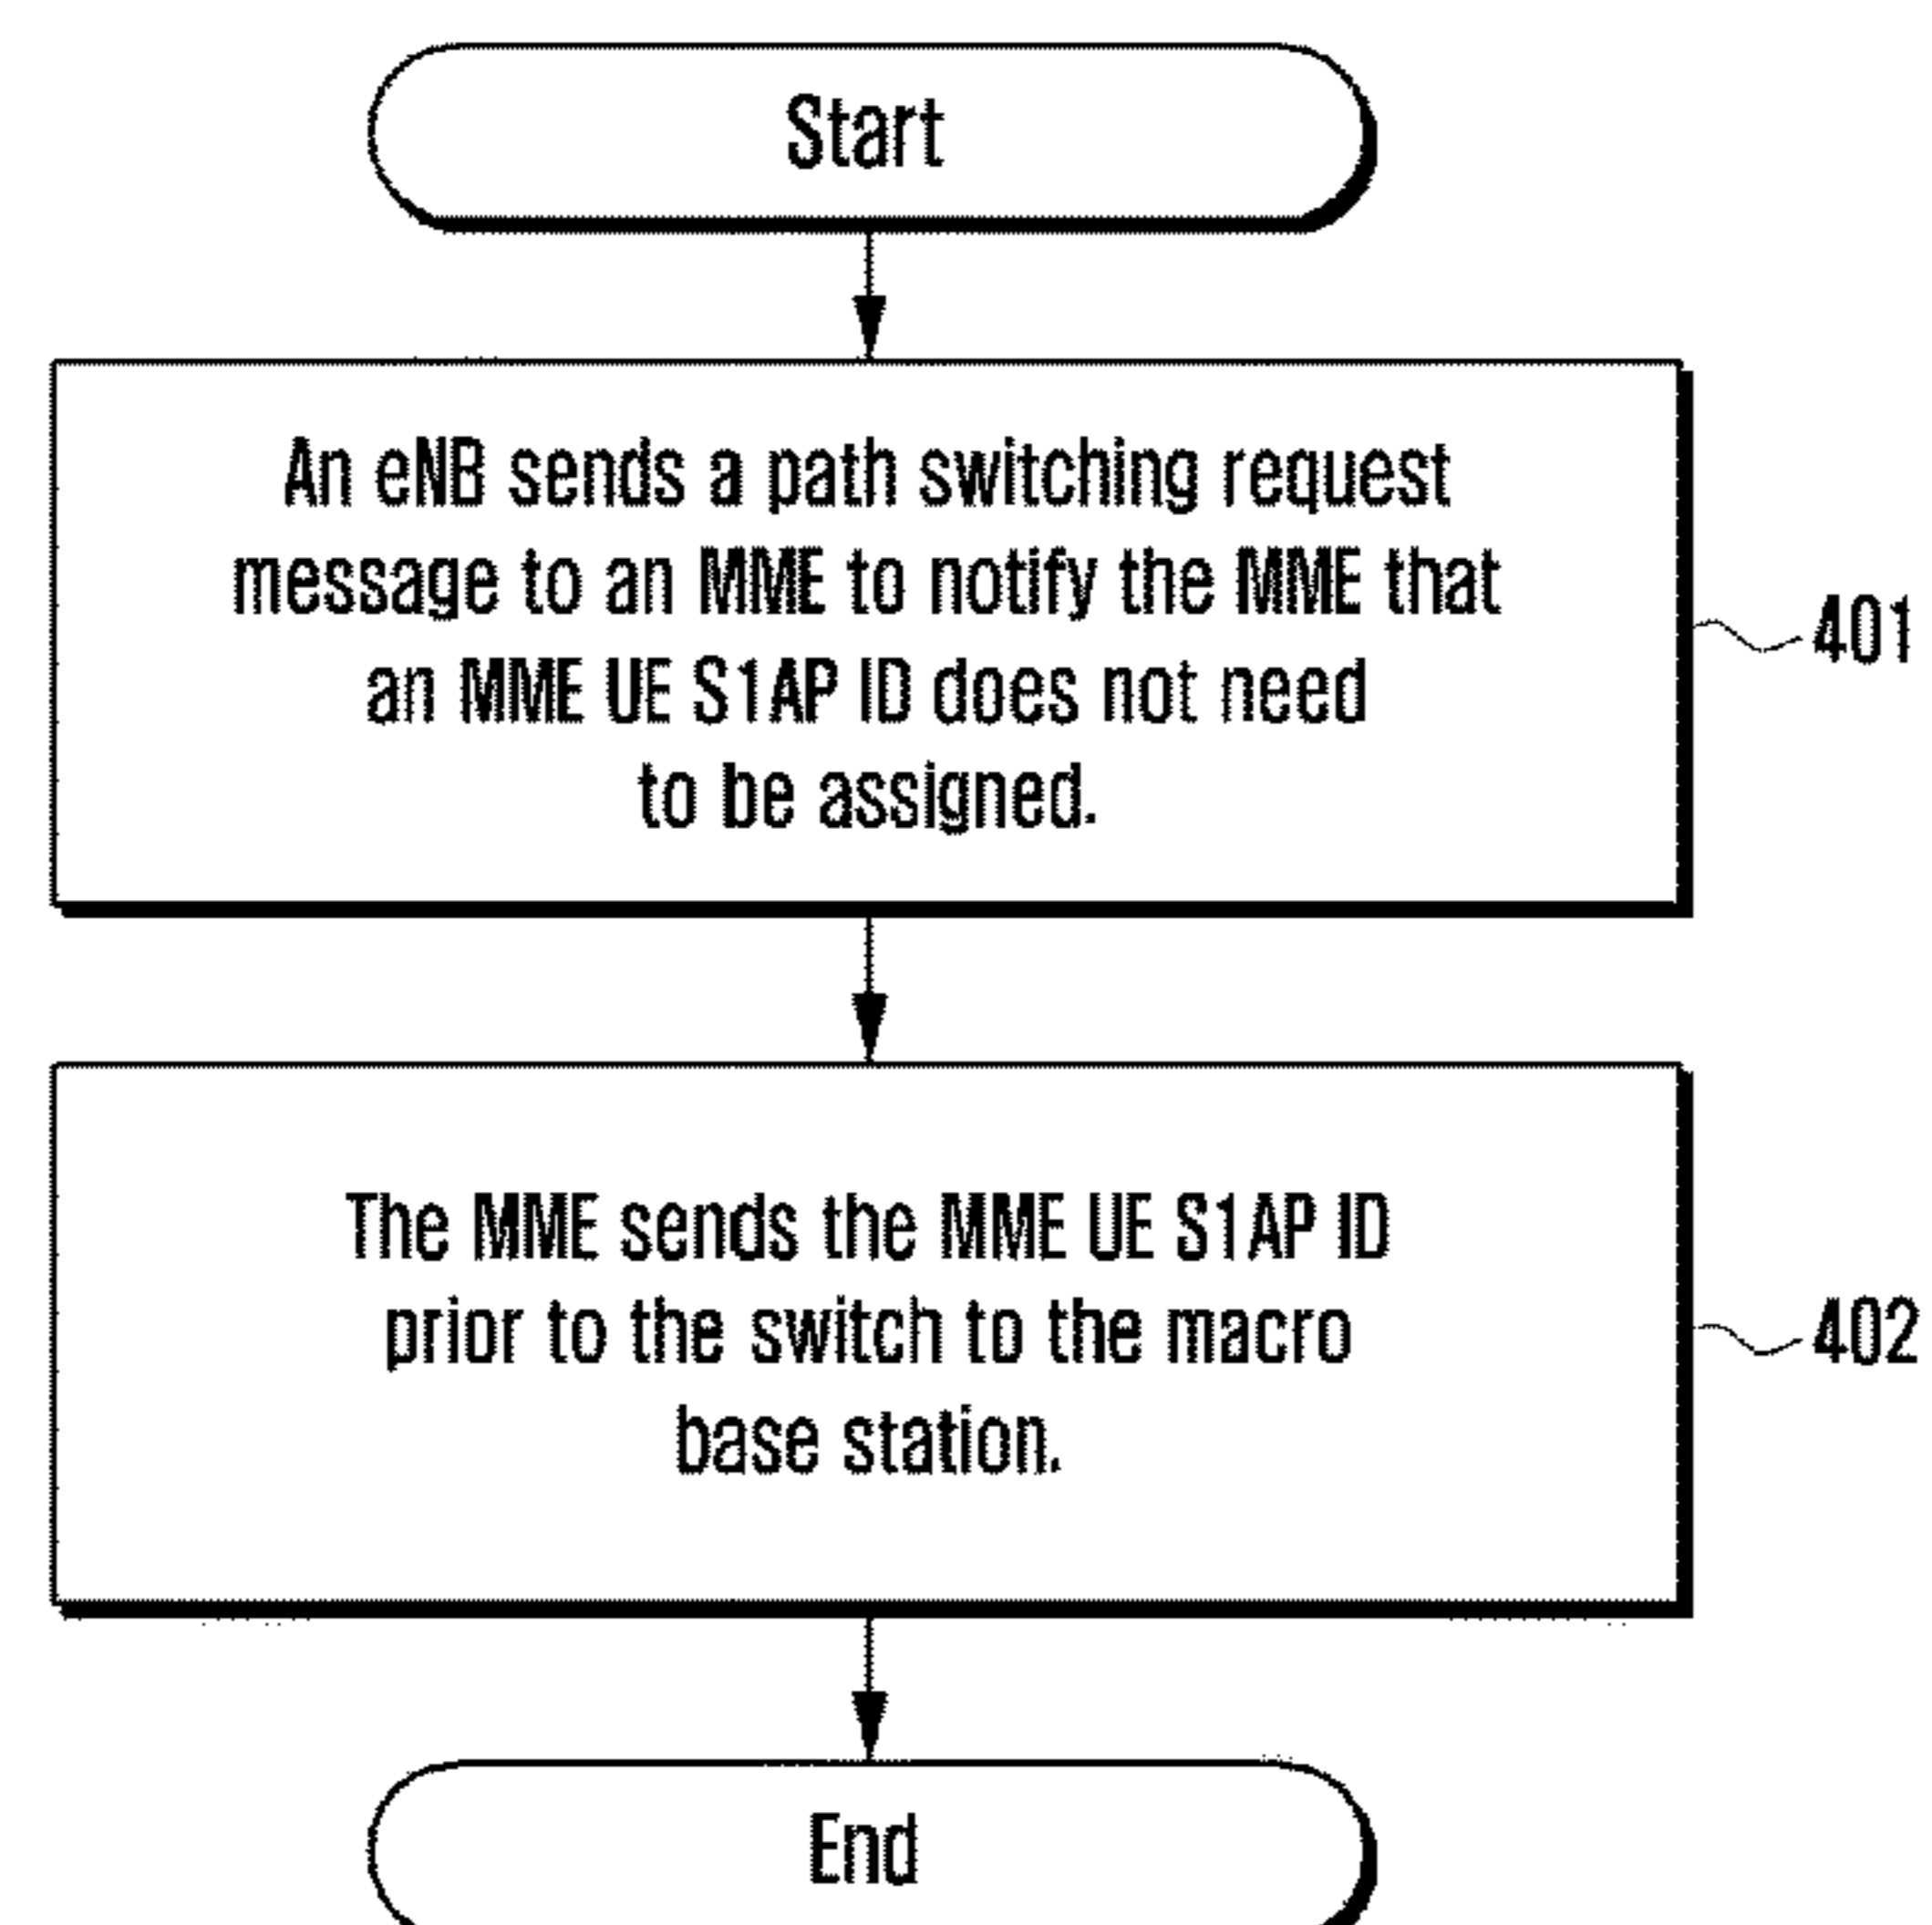 Start
An eNB sends a path switching request
message to an MME to notify the MME that
an MME UE S1AP ID does not need
to be assigned.
401
The MME sends the MME UE S1AP ID
prior to the switch to the macro
base station.
402
End